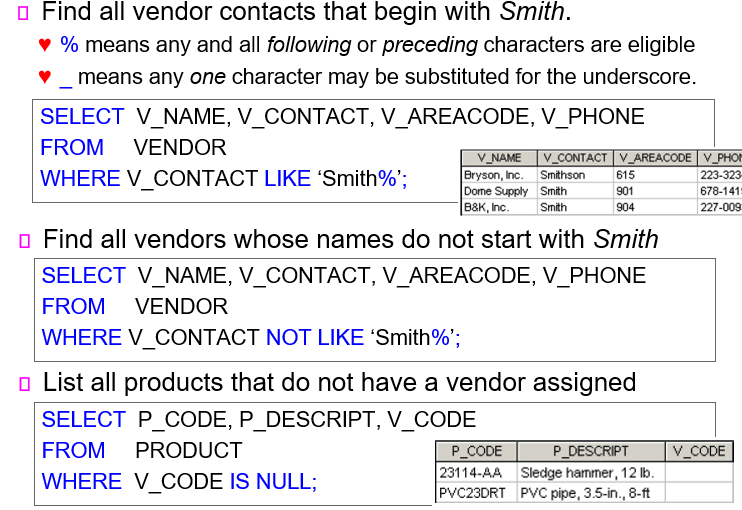 Find all vendor contacts that begin with Smith.
% means any and all following or preceding characters are eligible
_ means any one character may be substituted for the underscore.
SELECT V_NAME, V_CONTACT, V_AREACODE, V_PHONE
FROM VENDOR
WHERE V_CONTACT LIKE ‘Smith%’;
V_NAME V_CONTACT V_AREACODE V_PHON
Bryson, Inc. Smithson 615 223-323
Dome Supply Smith 901 678-141
B&K, Inc. Smith 904 227-009
Find all vendors whose names do not start with Smith
SELECT V_NAME, V_CONTACT, V_AREACODE, V_PHONE
FROM VENDOR
WHERE V_CONTACT NOT LIKE ‘Smith%’;
List all products that do not have a vendor assigned
SELECT P_CODE, P_DESCRIPT, V_CODE
FROM PRODUCT
WHERE V_CODE IS NULL;
P_CODE P_DESCRIPT V_CODE
23114-AA Sledge hammer, 12 lb.
PVC23DRT PVC pipe, 3.5-in., 8-ft